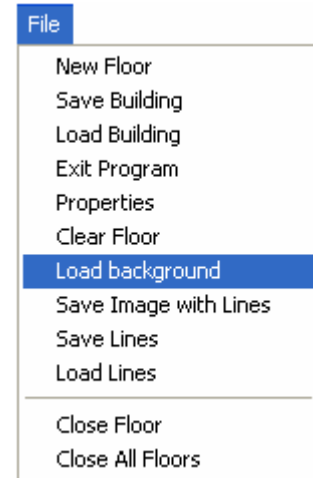 File
New Floor
Save Building
Load Building
Exit Program
Properties
Clear Floor
Load background
Save Image with Lines
Save Lines
Load Lines
Close Floor
Close All Floors